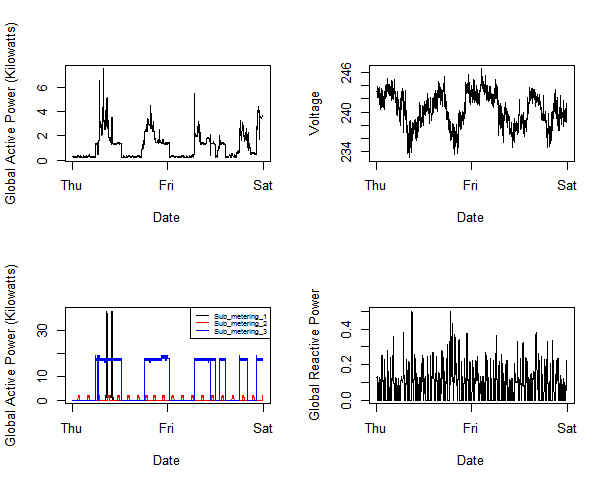 Global Active Power (Kilowatts)
6
4
2
0
Thu
Fri
Sat
Date
Voltage
246
240
234
Thu
Fri
Sat
Date
Global Active Power (Kilowatts)
30
10
0
Sub_metering_1
Sub_metering_2
Sub_metering_3
Thu
Fri
Sat
Date
Global Reactive Power
0.4
0.2
0.0
Thu
Fri
Sat
Date